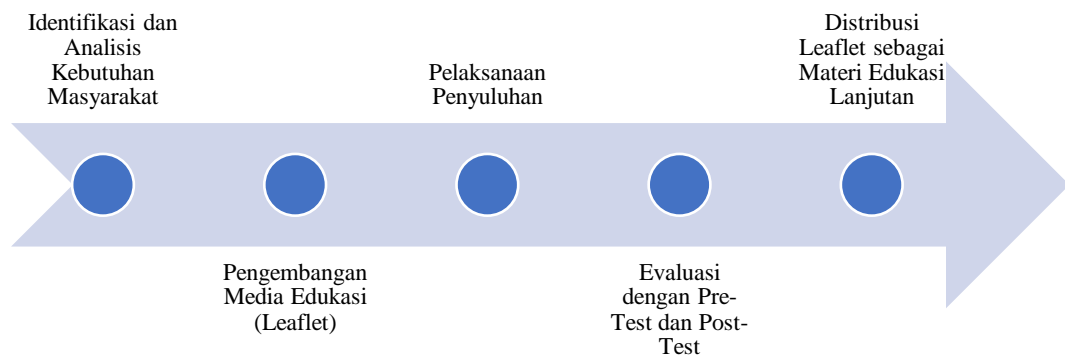 Identifikasi dan
Analisis
Kebutuhan
Masyarakat
Pengembangan
Media Edukasi
(Leaflet)
Pelaksanaan
Penyuluhan
Evaluasi
dengan Pre-
Test dan Post-
Test
Distribusi
Leaflet sebagai
Materi Edukasi
Lanjutan